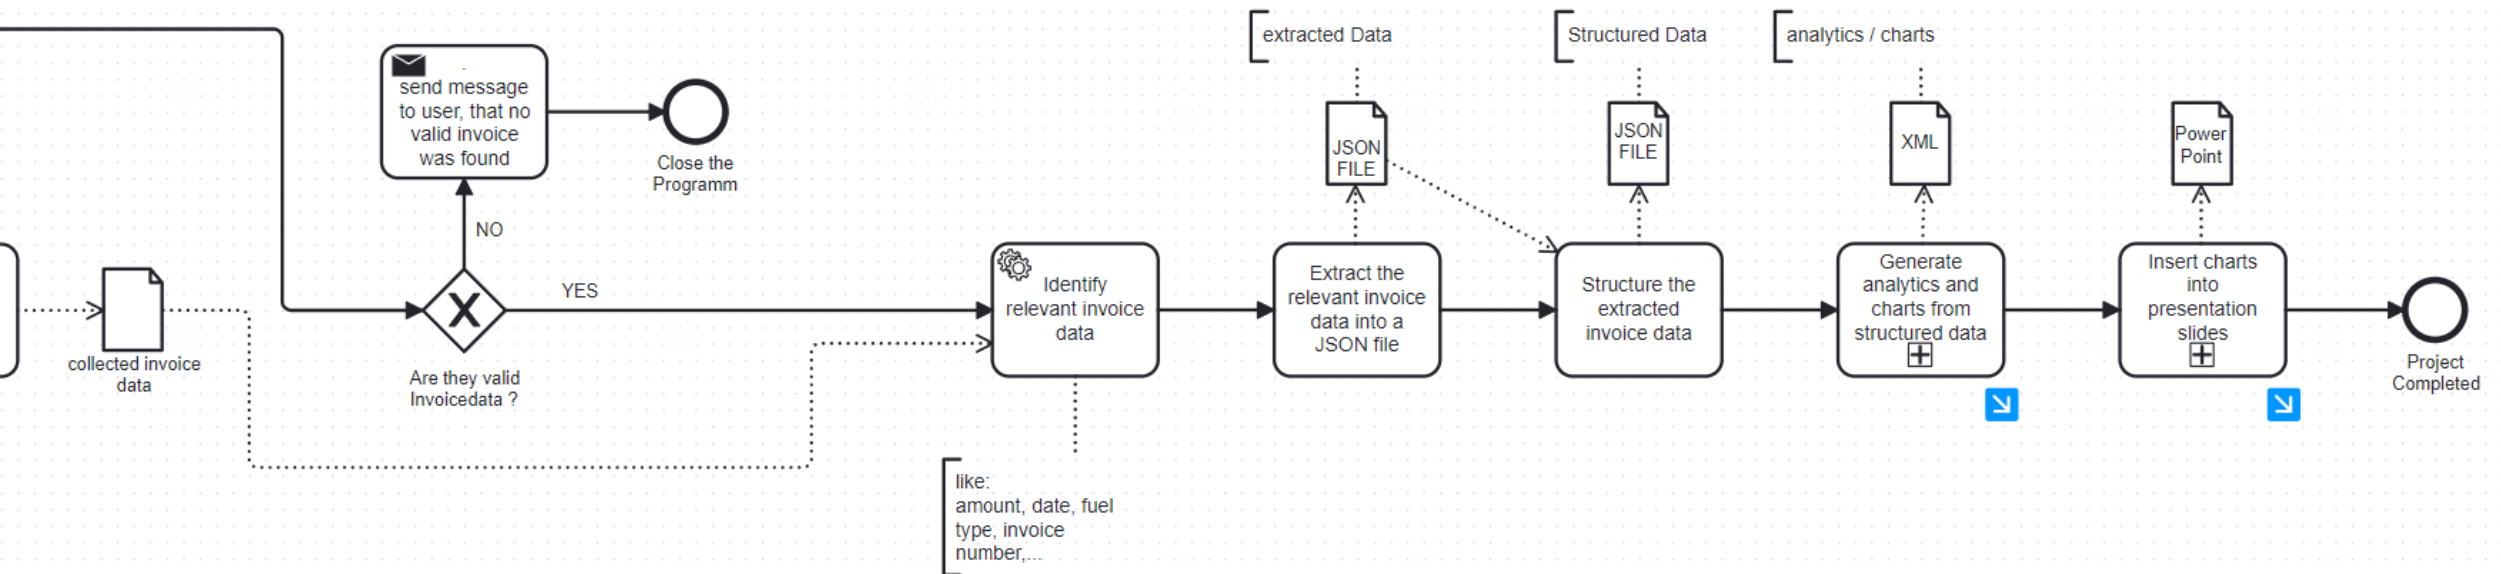 extracted Data
Structured Data
analytics / charts
send message
to user, that no
valid invoice
was found
Close the
Programm
JSON
FILE
JSON
FILE
XML
Power
Point
NO
YES
collected invoice
data
Are they valid
Invoicedata ?
Identify
relevant invoice
data
Extract the
relevant invoice
data into a
JSON file
Structure the
extracted
invoice data
Generate
analytics and
charts from
structured data
Insert charts
into
presentation
slides
Project
Completed
like:
amount, date, fuel
type, invoice
number,...